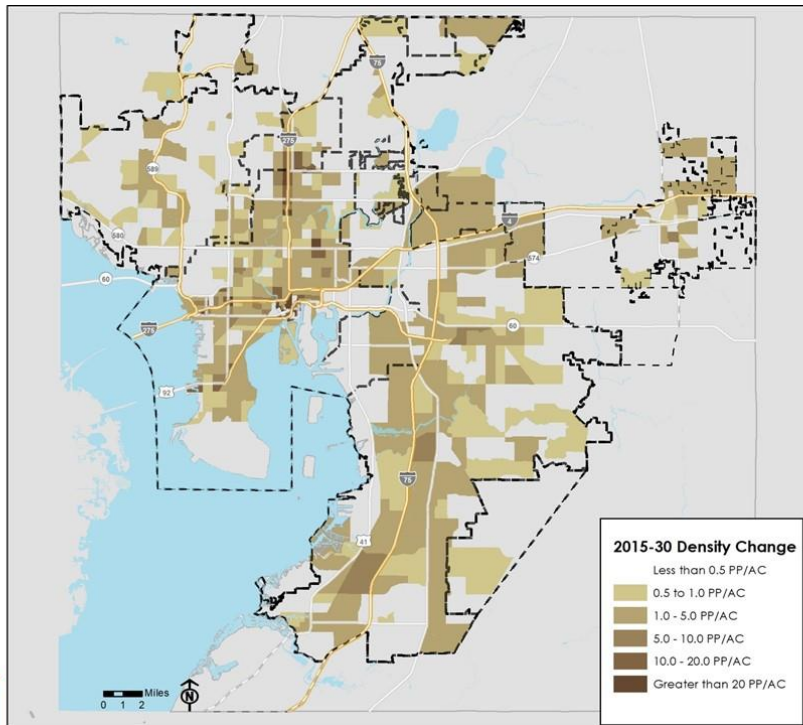 75
275
589
4
580
60
574
60
275
92
75
41
2015-30 Density Change
Less than 0.5 PP/AC
0.5 to 1.0 PP/AC
1.0 - 5.0 PP/AC
5.0 - 10.0 PP/AC
10.0 - 20.0 PP/AC
Greater than 20 PP/AC
Miles
0 1 2
N